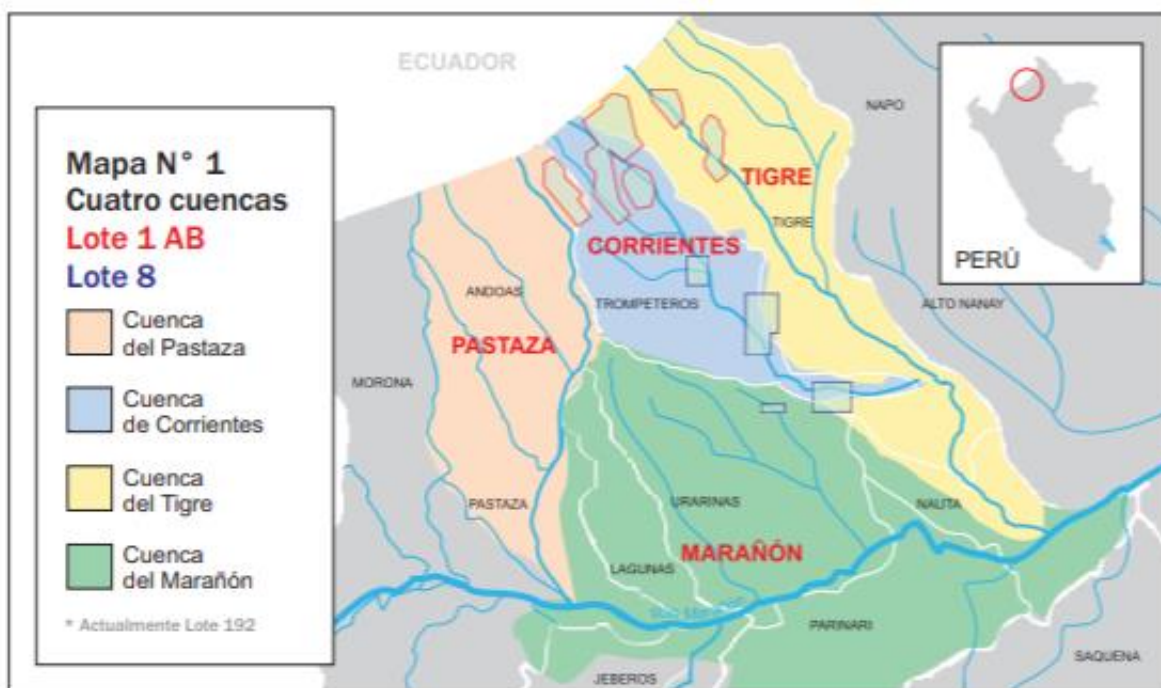 ECUADOR
Mapa N° 1
Cuatro cuencas
Lote 1 AB
Lote 8
Cuenca
del Pastaza
Cuenca
de Corrientes
Cuenca
del Tigre
Cuenca
del Marañón
* Actualmente Lote 192
NAPO
PERÚ
TIGRE
TIGRE
CORRIENTES
ANDOAS
TROMPETEROS
ALTO NANAY
PASTAZA
MORONA
PASTAZA
URARINAS
NAUTA
MARAÑÓN
LAGUNAS
PARINARI
SAQUENA
JEBEROS